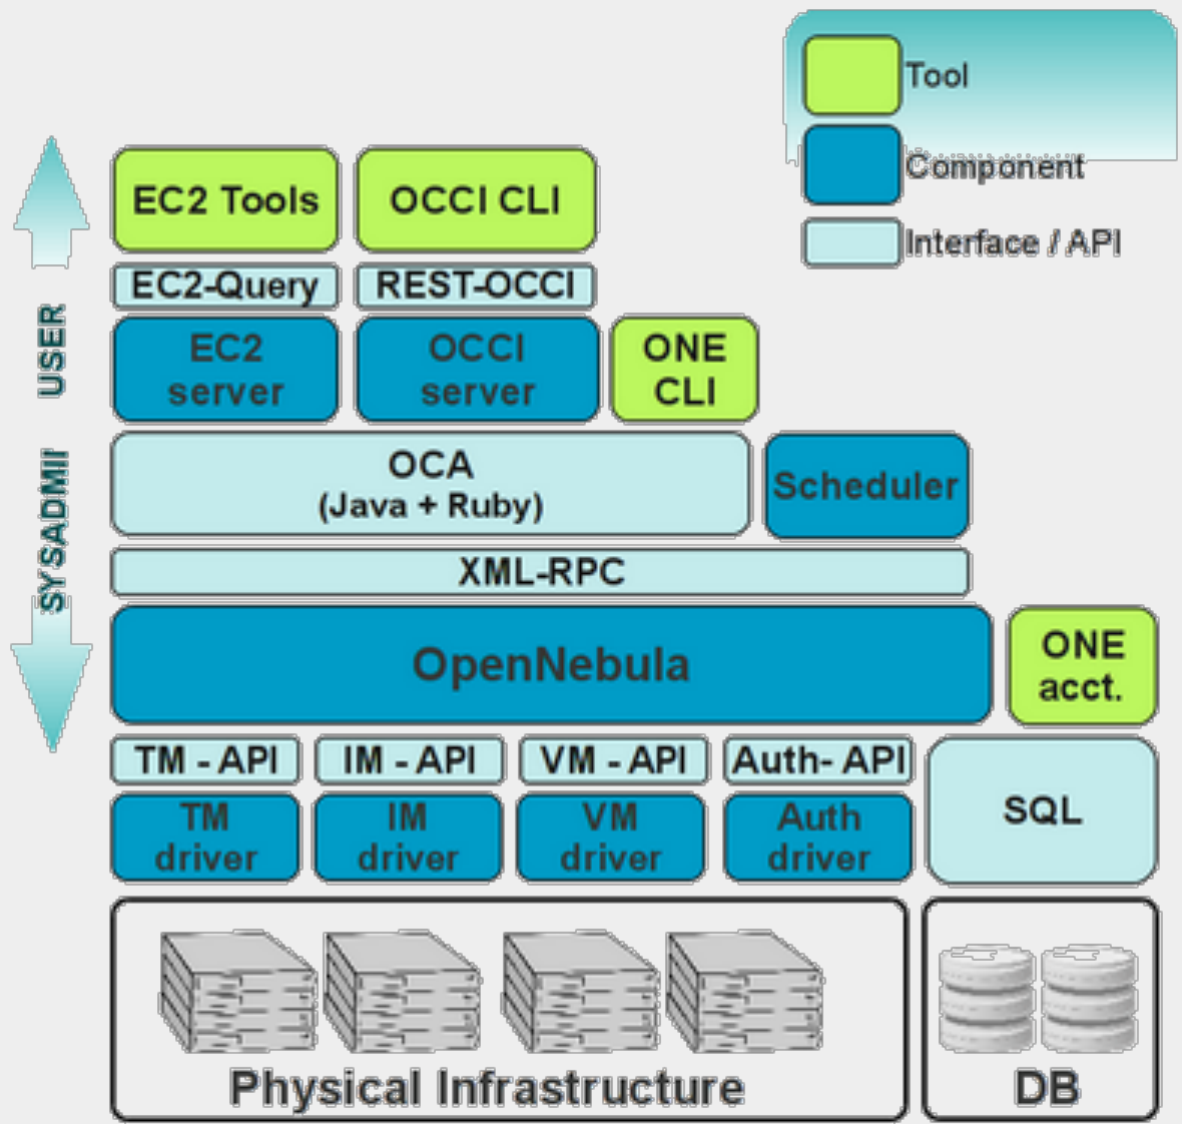 Tool
Component
Interface / API
EC2 Tools
OCCI CLI
EC2-Query
REST-OCCI
USER
EC2
server
OCCI
server
ONE
CLI
OCA
(Java + Ruby)
Scheduler
XML-RPC
OpenNebula
ONE
acct.
TM - API
IM - API
VM - API
Auth- API
TM
driver
IM
driver
VM
driver
Auth
driver
SQL
Physical Infrastructure
DB